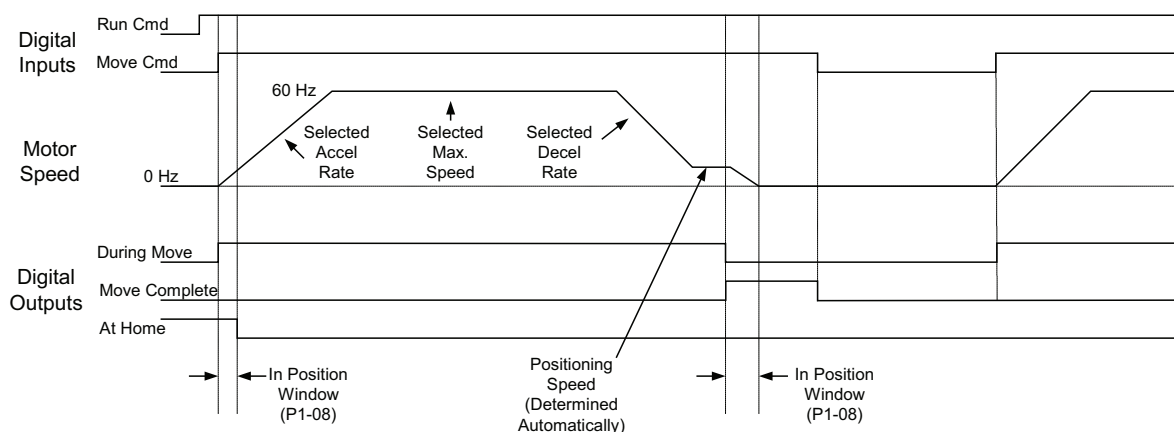 Digital
Inputs
Run Cmd
Move Cmd
Motor
Speed
60 Hz
0 Hz
Selected
Accel
Rate
Selected
Max.
Speed
Selected
Decel
Rate
Digital
Outputs
During Move
Move Complete
At Home
In Position
Window
(P1-08)
Positioning
Speed
(Determined
Automatically)
In Position
Window
(P1-08)